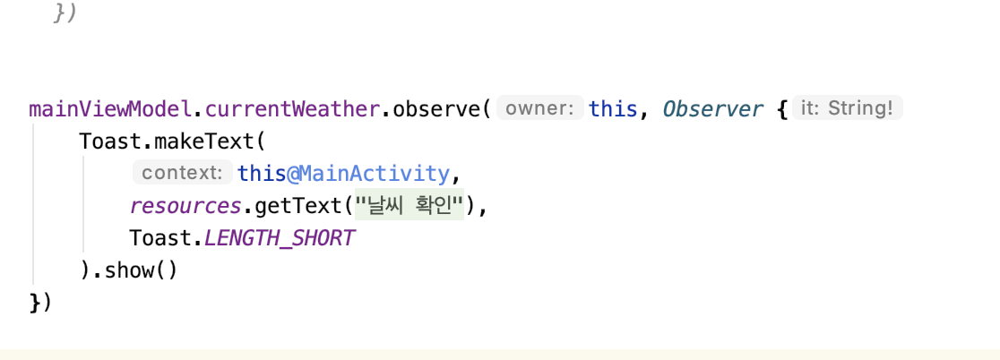 })
mainViewModel.currentWeather.observe( owner: this, Observer { it: String!
Toast.makeText(
context: this@MainActivity,
resources.getText("날씨 확인"),
Toast.LENGTH_SHORT
).show()
})